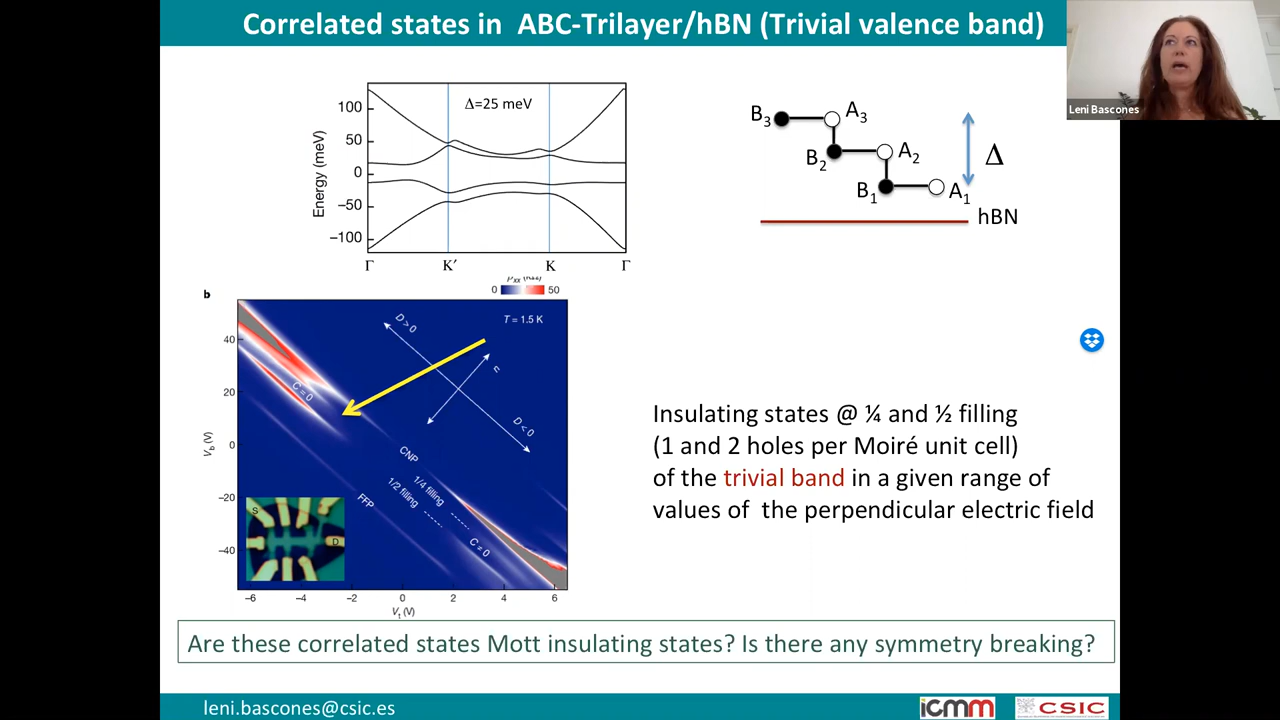 Correlated states in ABC-Trilayer/hBN (Trivial valence band)
Leni Bascones
Δ=25 meV
Energy (meV)
100
50
0
−50
−100
Γ
K′
K
Γ
B3
A3
B2
A2
B1
A1
Δ
hBN
b
0
50
T = 1.5 K
D > 0
n
D < 0
C = 0
CNP
1/4 filling
1/2 filling
FFP
C = 0
S
D
40
20
0
−20
−40
Vb (V)
−6
−4
−2
0
2
4
6
Vt (V)
Insulating states @ ¼ and ½ filling
(1 and 2 holes per Moiré unit cell)
of the trivial band in a given range of
values of the perpendicular electric field
Are these correlated states Mott insulating states? Is there any symmetry breaking?
leni.bascones@csic.es
icmm
CSIC